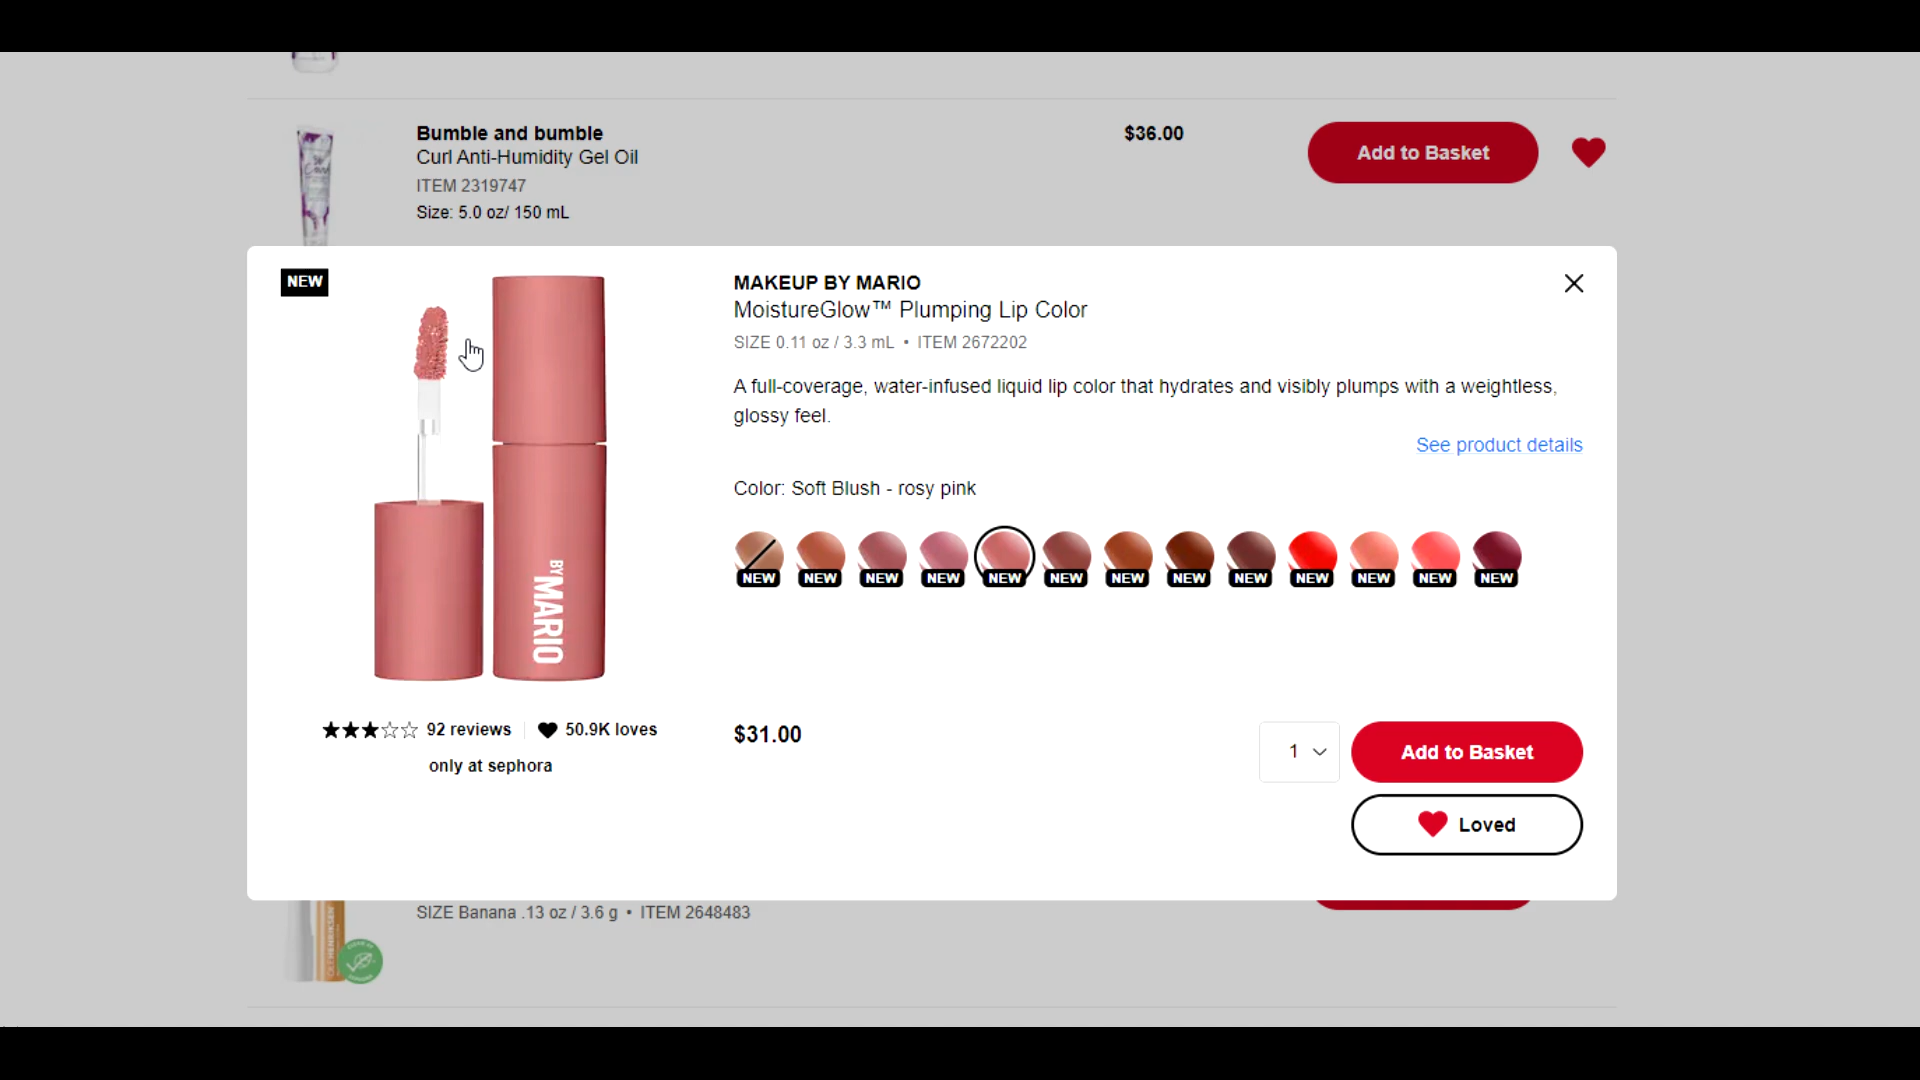 Bumble and bumble
Curl Anti-Humidity Gel Oil
ITEM 2319747
Size: 5.0 oz/ 150 mL
$36.00
Add to Basket
NEW
MAKEUP BY MARIO
MoistureGlow™ Plumping Lip Color
SIZE 0.11 oz / 3.3 mL • ITEM 2672202
A full-coverage, water-infused liquid lip color that hydrates and visibly plumps with a weightless,
glossy feel.
See product details
Color: Soft Blush - rosy pink
NEW NEW NEW NEW NEW NEW NEW NEW NEW NEW NEW NEW NEW
BY MARIO
92 reviews
50.9K loves
only at sephora
$31.00
1
Add to Basket
Loved
SIZE Banana .13 oz / 3.6 g • ITEM 2648483